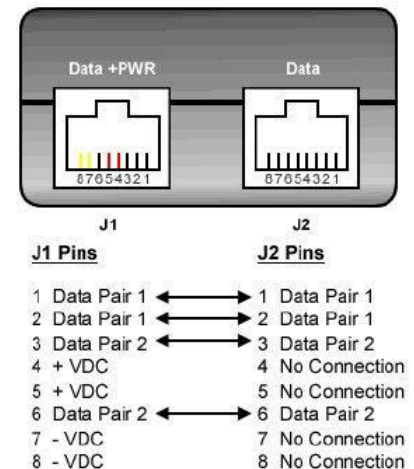 Data +PWR Data
87654321 87654321
J1 J2
J1 Pins J2 Pins
1 Data Pair 1 1 Data Pair 1
2 Data Pair 1 2 Data Pair 1
3 Data Pair 2 3 Data Pair 2
4 + VDC 4 No Connection
5 + VDC 5 No Connection
6 Data Pair 2 6 Data Pair 2
7 - VDC 7 No Connection
8 - VDC 8 No Connection